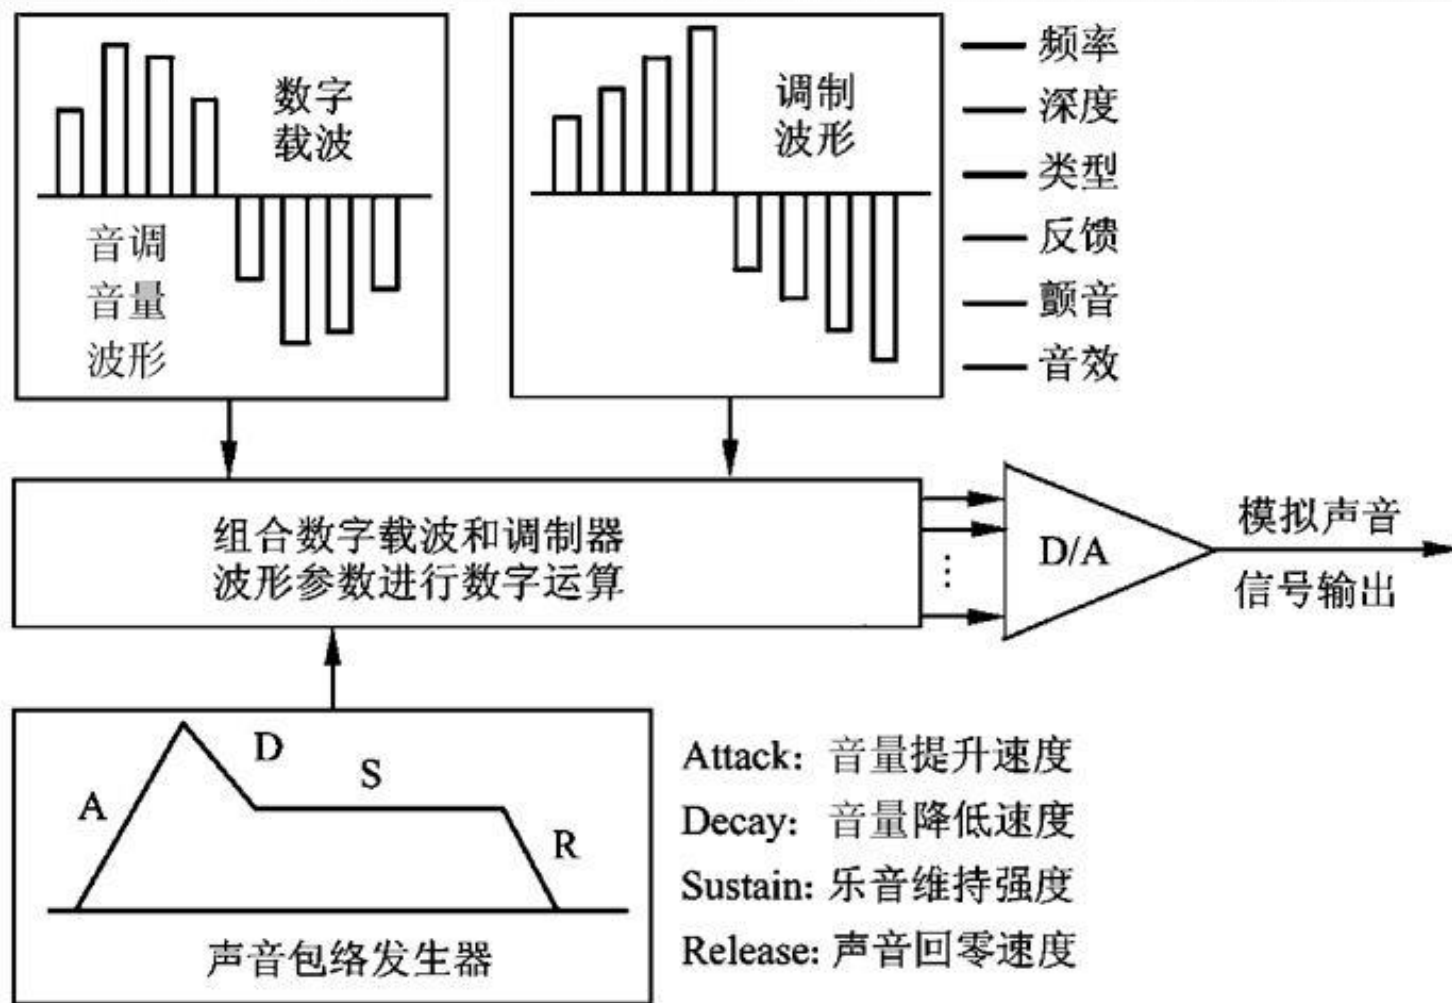 数字
载波
音调
音量
波形
调制
波形
频率
深度
类型
反馈
颤音
音效
组合数字载波和调制器
波形参数进行数字运算
⋮
D/A
模拟声音
信号输出
A
D
S
R
声音包络发生器
Attack: 音量提升速度
Decay: 音量降低速度
Sustain: 乐音维持强度
Release: 声音回零速度